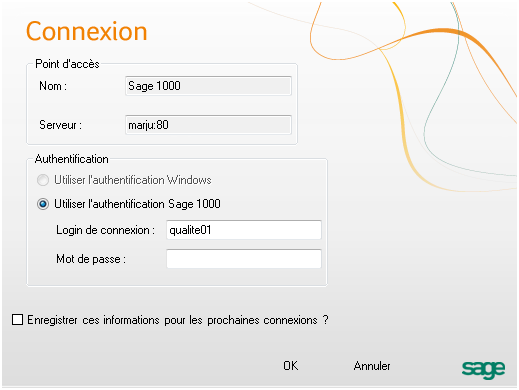 Connexion
Point d'accès
Nom : Sage 1000
Serveur : marju:80
Authentification
Utiliser l'authentification Windows
Utiliser l'authentification Sage 1000
Login de connexion : qualite01
Mot de passe :
Enregistrer ces informations pour les prochaines connexions ?
OK Annuler
sage